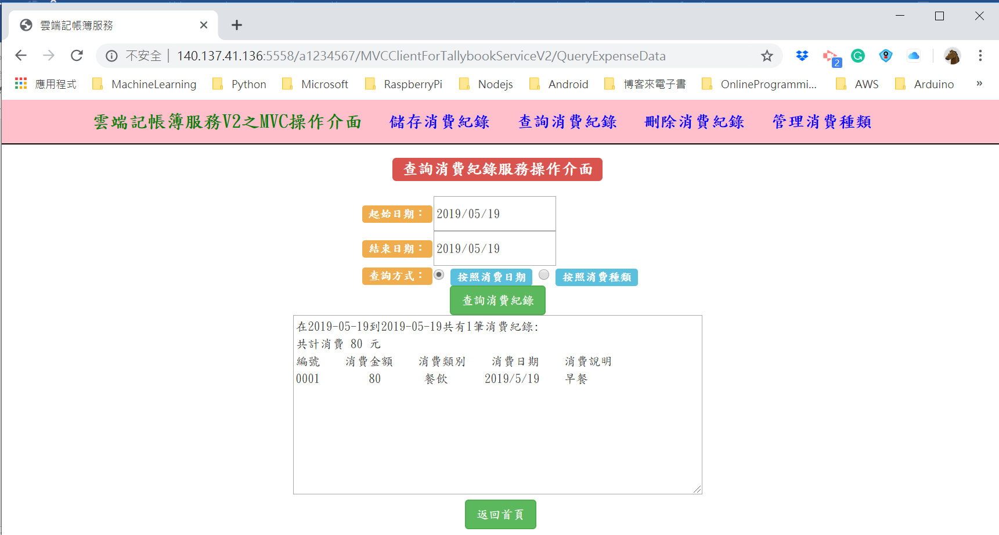 雲端記帳簿服務
不安全 140.137.41.136:5558/a1234567/MVCClientForTallybookServiceV2/QueryExpenseData
2
應用程式 MachineLearning Python Microsoft RaspberryPi Nodejs Android 博客來電子書 OnlineProgrammi... AWS Arduino »
雲端記帳簿服務V2之MVC操作介面 儲存消費紀錄 查詢消費紀錄 刪除消費紀錄 管理消費種類
查詢消費紀錄服務操作介面
起始日期： 2019/05/19
結束日期： 2019/05/19
查詢方式： 按照消費日期 按照消費種類
查詢消費紀錄
在2019-05-19到2019-05-19共有1筆消費紀錄:
共計消費 80 元
編號 消費金額 消費類別 消費日期 消費說明
0001 80 餐飲 2019/5/19 早餐
返回首頁